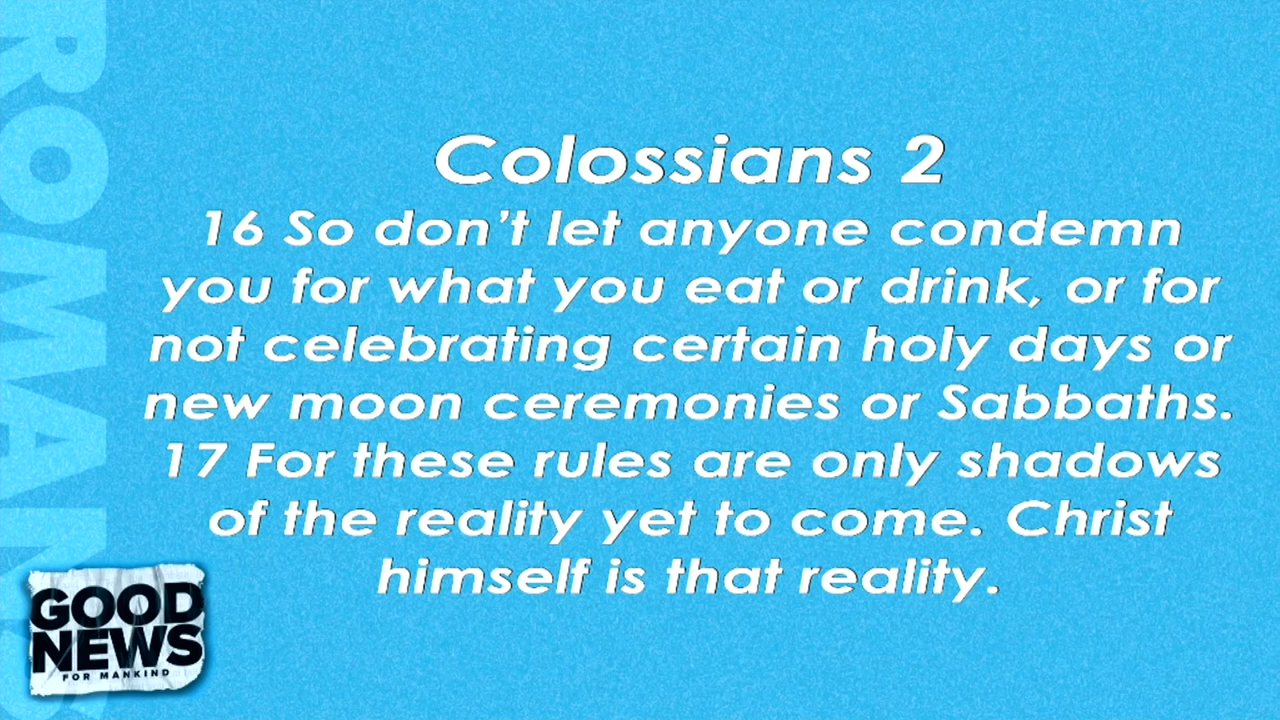 ROMANS
Colossians 2
16 So don’t let anyone condemn
you for what you eat or drink, or for
not celebrating certain holy days or
new moon ceremonies or Sabbaths.
17 For these rules are only shadows
of the reality yet to come. Christ
himself is that reality.
GOOD
NEWS
FOR MANKIND